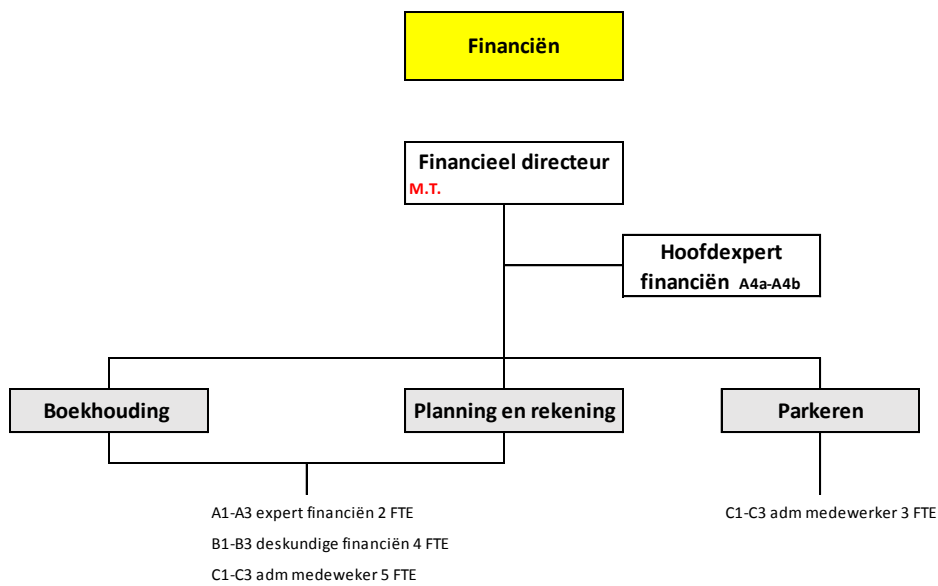 Financiën
Financieel directeur
M.T.
Hoofdexpert
financiën A4a-A4b
Boekhouding
Planning en rekening
Parkeren
A1-A3 expert financiën 2 FTE
B1-B3 deskundige financiën 4 FTE
C1-C3 adm medeweker 5 FTE
C1-C3 adm medewerker 3 FTE